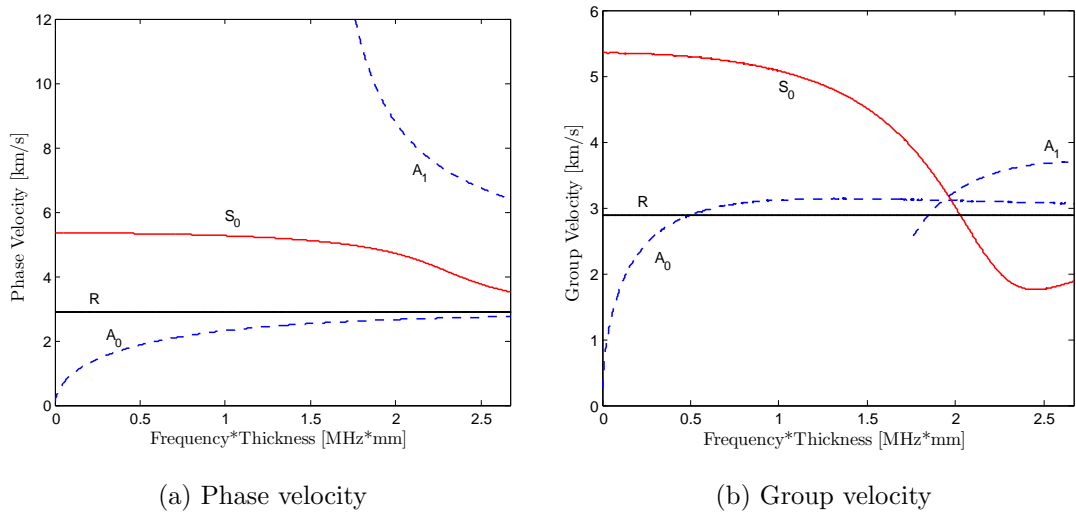 12
10
8
6
4
2
0
Phase Velocity [km/s]
A1
S0
R
A0
0 0.5 1 1.5 2 2.5
Frequency*Thickness [MHz*mm]
(a) Phase velocity
6
5
4
3
2
1
0
Group Velocity [km/s]
S0
A1
R
A0
0 0.5 1 1.5 2 2.5
Frequency*Thickness [MHz*mm]
(b) Group velocity